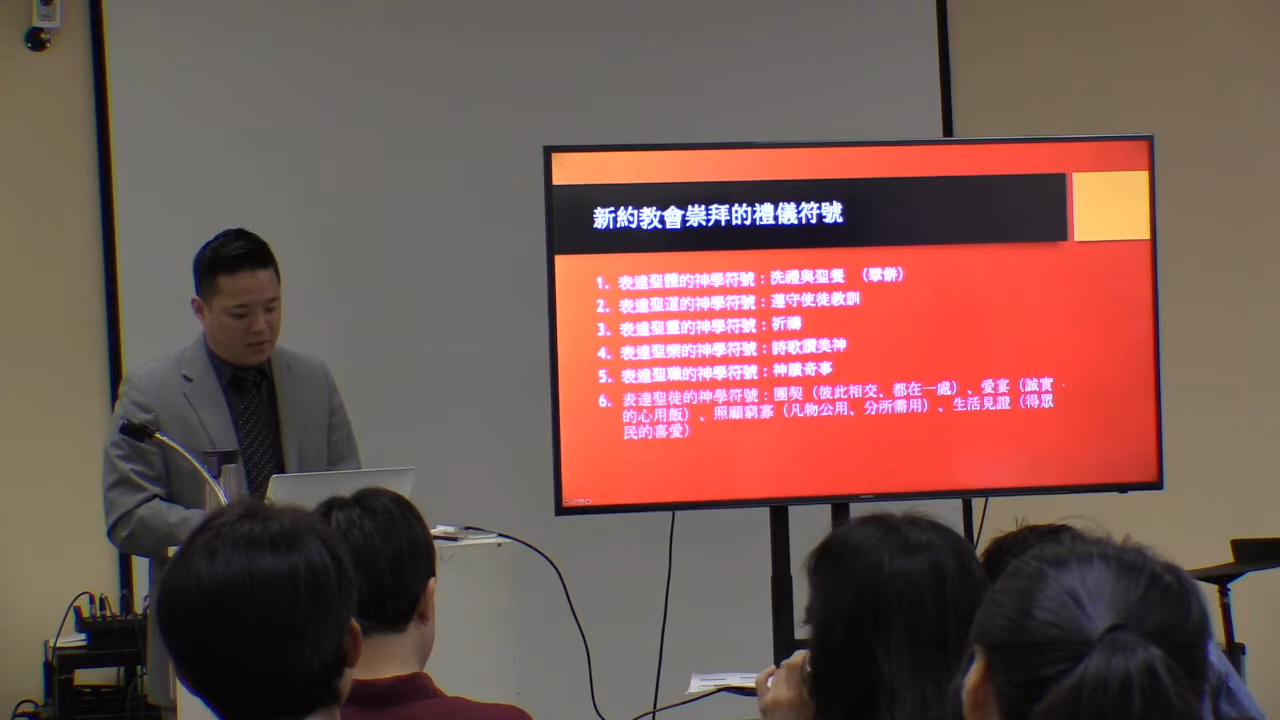 新約教會崇拜的禮儀符號
1. 表達聖體的神學符號：洗禮與聖餐 （擘餅）
2. 表達聖道的神學符號：遵守使徒教訓
3. 表達聖靈的神學符號：祈禱
4. 表達聖樂的神學符號：詩歌讚美神
5. 表達聖職的神學符號：神蹟奇事
6. 表達聖徒的神學符號：團契（彼此相交、都在一處）、愛宴（誠實
的心用飯）、照顧窮寡（凡物公用、分所需用）、生活見證（得眾
民的喜愛）